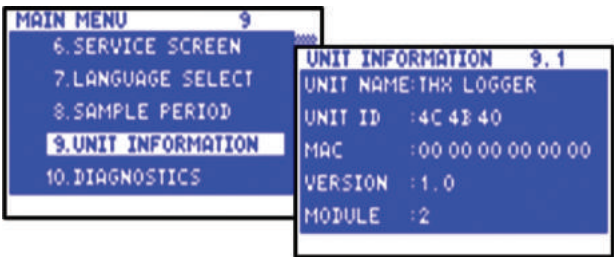 MAIN MENU 9
6.SERVICE SCREEN
7.LANGUAGE SELECT
8.SAMPLE PERIOD
9.UNIT INFORMATION
10.DIAGNOSTICS
UNIT INFORMATION 9.1
UNIT NAME:THX LOGGER
UNIT ID :4C 4B 40
MAC :00 00 00 00 00 00
VERSION :1.0
MODULE :2